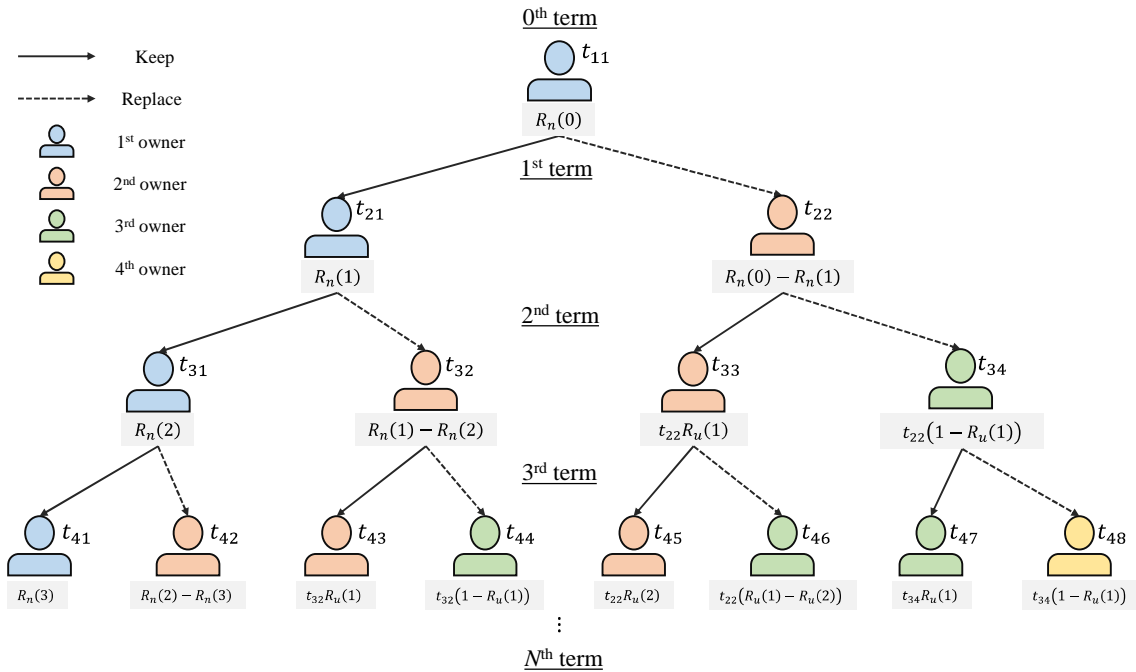 0th term
t₁₁
Rₙ(0)
Keep
Replace
1st owner
2nd owner
3rd owner
4th owner
1st term
t₂₁
t₂₂
Rₙ(1)
Rₙ(0) − Rₙ(1)
2nd term
t₃₁
t₃₂
t₃₃
t₃₄
Rₙ(2)
Rₙ(1) − Rₙ(2)
t₂₂Rᵤ(1)
t₂₂(1 − Rᵤ(1))
3rd term
t₄₁
t₄₂
t₄₃
t₄₄
t₄₅
t₄₆
t₄₇
t₄₈
Rₙ(3)
Rₙ(2) − Rₙ(3)
t₃₂Rᵤ(1)
t₃₂(1 − Rᵤ(1))
t₂₂Rᵤ(2)
t₂₂(Rᵤ(1) − Rᵤ(2))
t₃₄Rᵤ(1)
t₃₄(1 − Rᵤ(1))
⋮
Nth term